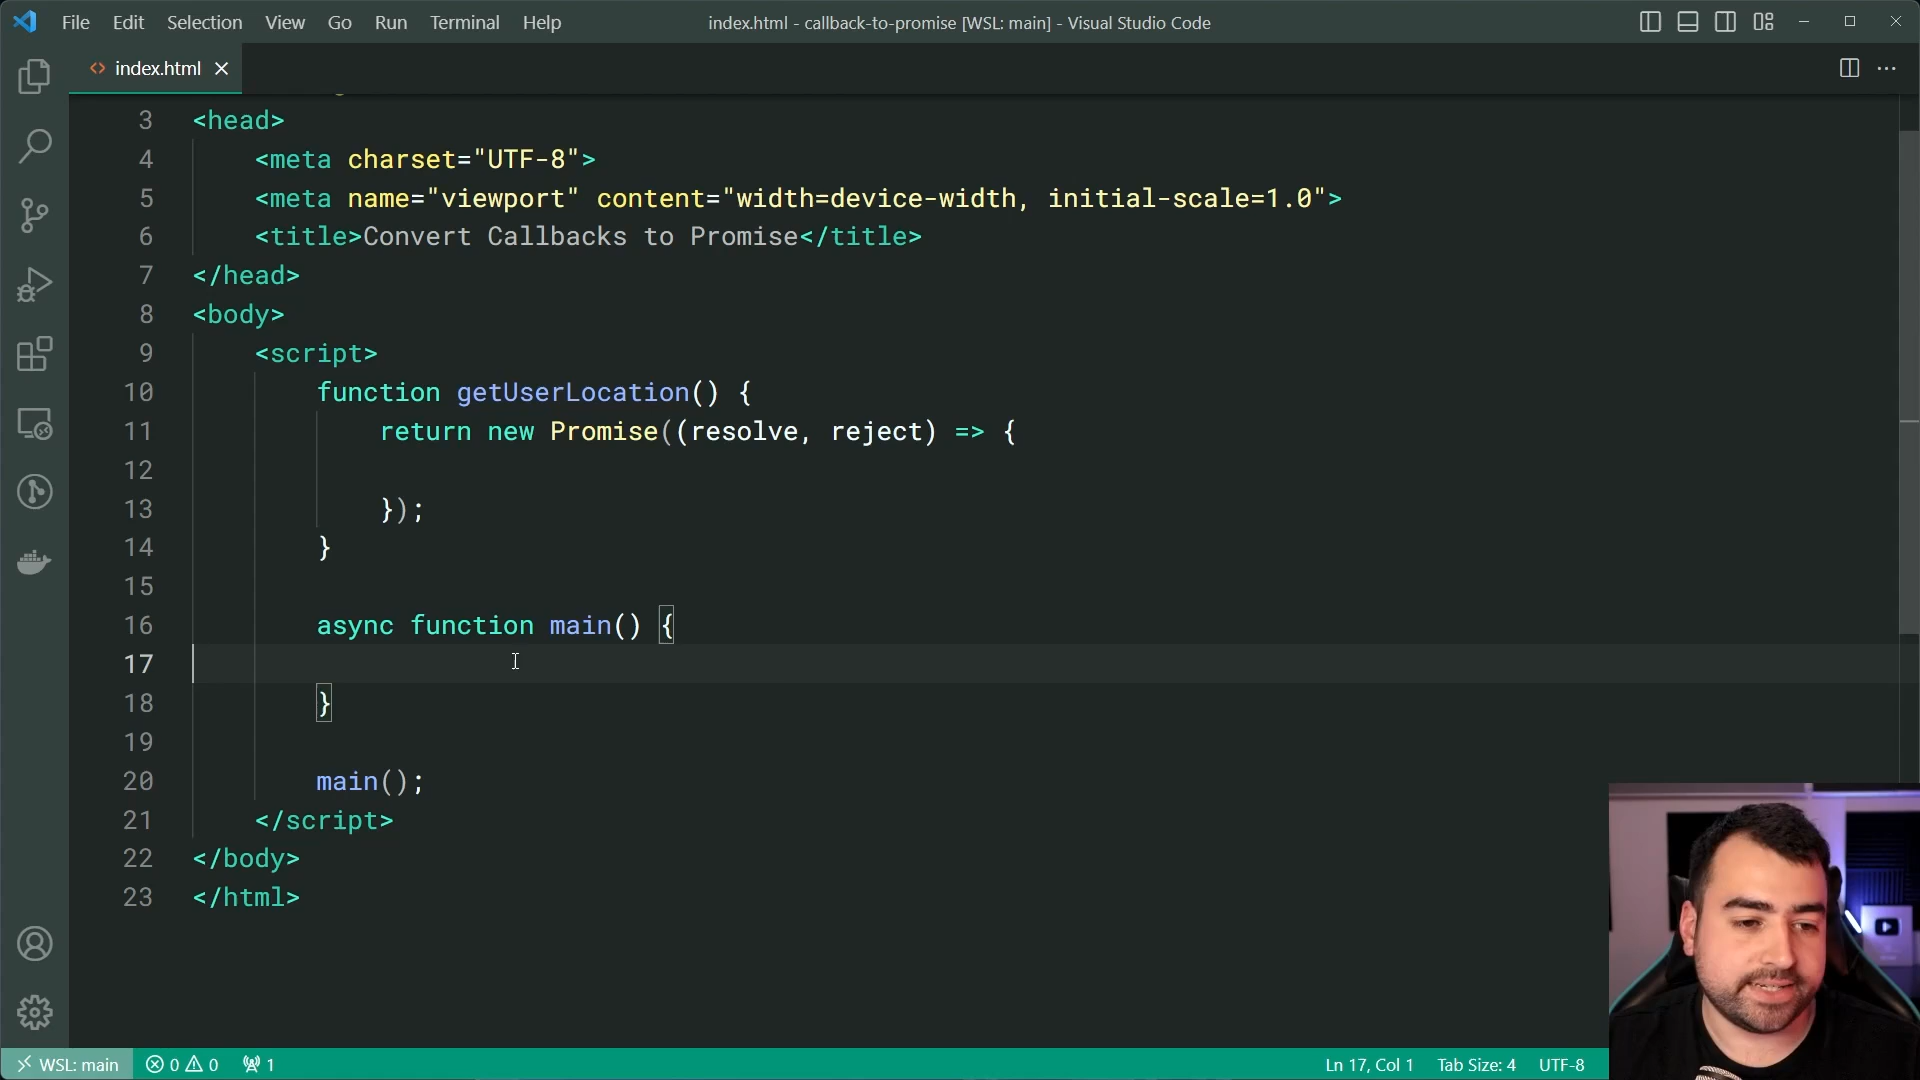 File Edit Selection View Go Run Terminal Help
index.html - callback-to-promise [WSL: main] - Visual Studio Code
index.html
3 <head>
4 <meta charset="UTF-8">
5 <meta name="viewport" content="width=device-width, initial-scale=1.0">
6 <title>Convert Callbacks to Promise</title>
7 </head>
8 <body>
9 <script>
10 function getUserLocation() {
11 return new Promise((resolve, reject) => {
12
13 });
14 }
15
16 async function main() {
17
18 }
19
20 main();
21 </script>
22 </body>
23 </html>
WSL: main 0 0 1 Ln 17, Col 1 Tab Size: 4 UTF-8